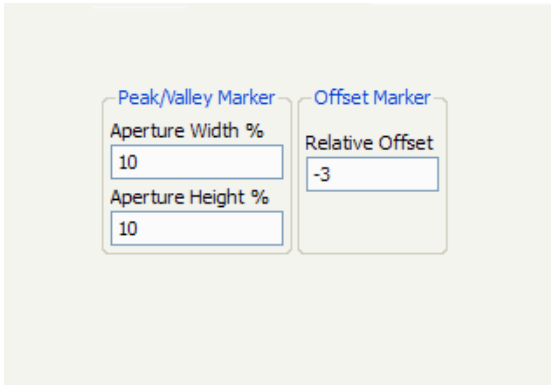 Peak/Valley Marker
Aperture Width %
10
Aperture Height %
10
Offset Marker
Relative Offset
-3